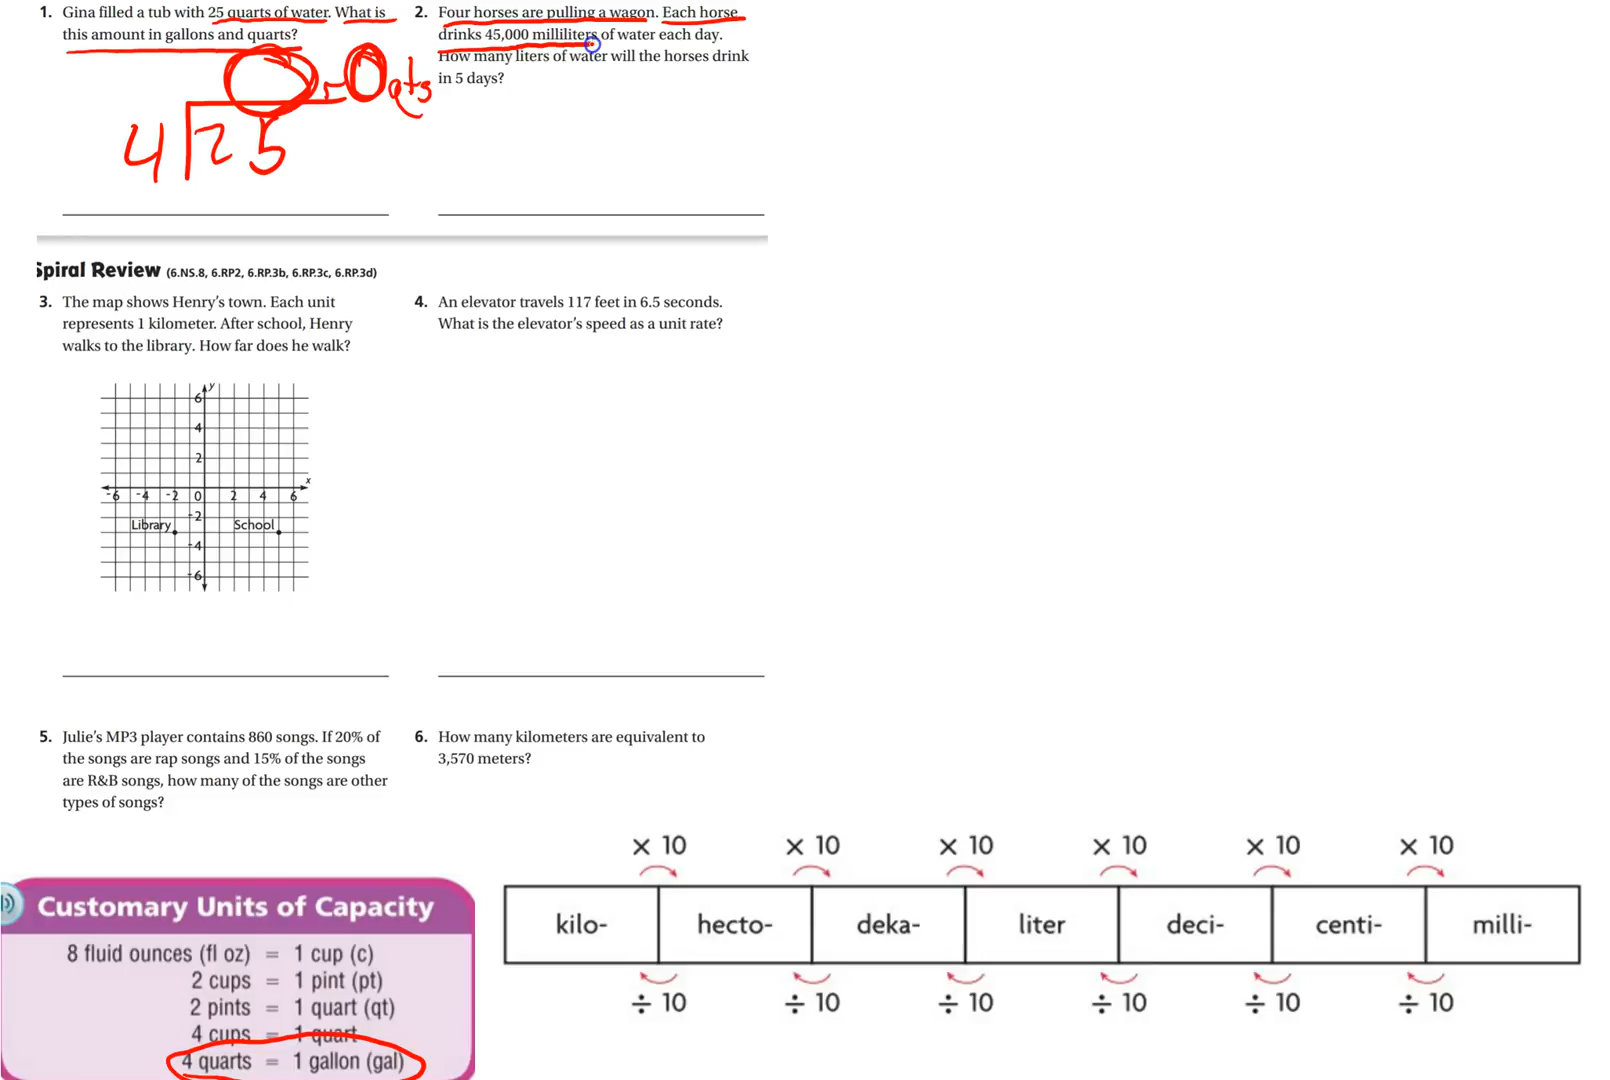 1. Gina filled a tub with 25 quarts of water. What is
this amount in gallons and quarts?
r
qts
4 25
2. Four horses are pulling a wagon. Each horse
drinks 45,000 milliliters of water each day.
How many liters of water will the horses drink
in 5 days?
Spiral Review (6.NS.8, 6.RP2, 6.RP.3b, 6.RP.3c, 6.RP.3d)
3. The map shows Henry's town. Each unit
represents 1 kilometer. After school, Henry
walks to the library. How far does he walk?
y
6
4
2
x
-6 -4 -2 0 2 4 6
-2
Library School
-4
-6
4. An elevator travels 117 feet in 6.5 seconds.
What is the elevator's speed as a unit rate?
5. Julie's MP3 player contains 860 songs. If 20% of
the songs are rap songs and 15% of the songs
are R&B songs, how many of the songs are other
types of songs?
6. How many kilometers are equivalent to
3,570 meters?
Customary Units of Capacity
8 fluid ounces (fl oz) = 1 cup (c)
2 cups = 1 pint (pt)
2 pints = 1 quart (qt)
4 cups = 1 quart
4 quarts = 1 gallon (gal)
× 10 × 10 × 10 × 10 × 10 × 10
kilo- hecto- deka- liter deci- centi- milli-
÷ 10 ÷ 10 ÷ 10 ÷ 10 ÷ 10 ÷ 10